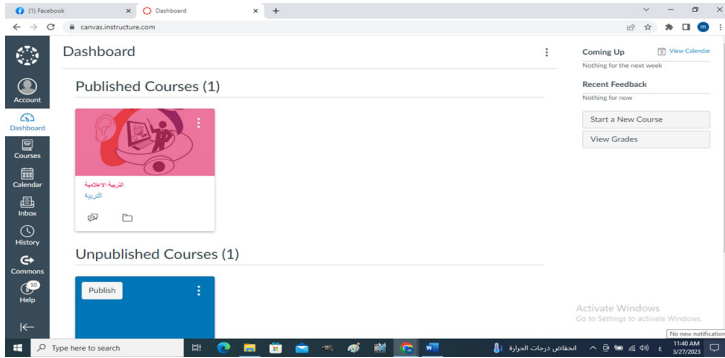 (1) Facebook
Dashboard
canvas.instructure.com
m
Account
Dashboard
Courses
Calendar
Inbox
History
Commons
10
Help
Dashboard
Published Courses (1)
التربية الاعلامية
التربية
Unpublished Courses (1)
Publish
Coming Up
View Calendar
Nothing for the next week
Recent Feedback
Nothing for now
Start a New Course
View Grades
Activate Windows
Go to Settings to activate Windows.
No new notification
Type here to search
انخفاض درجات الحرارة
ع
11:40 AM
3/27/2023